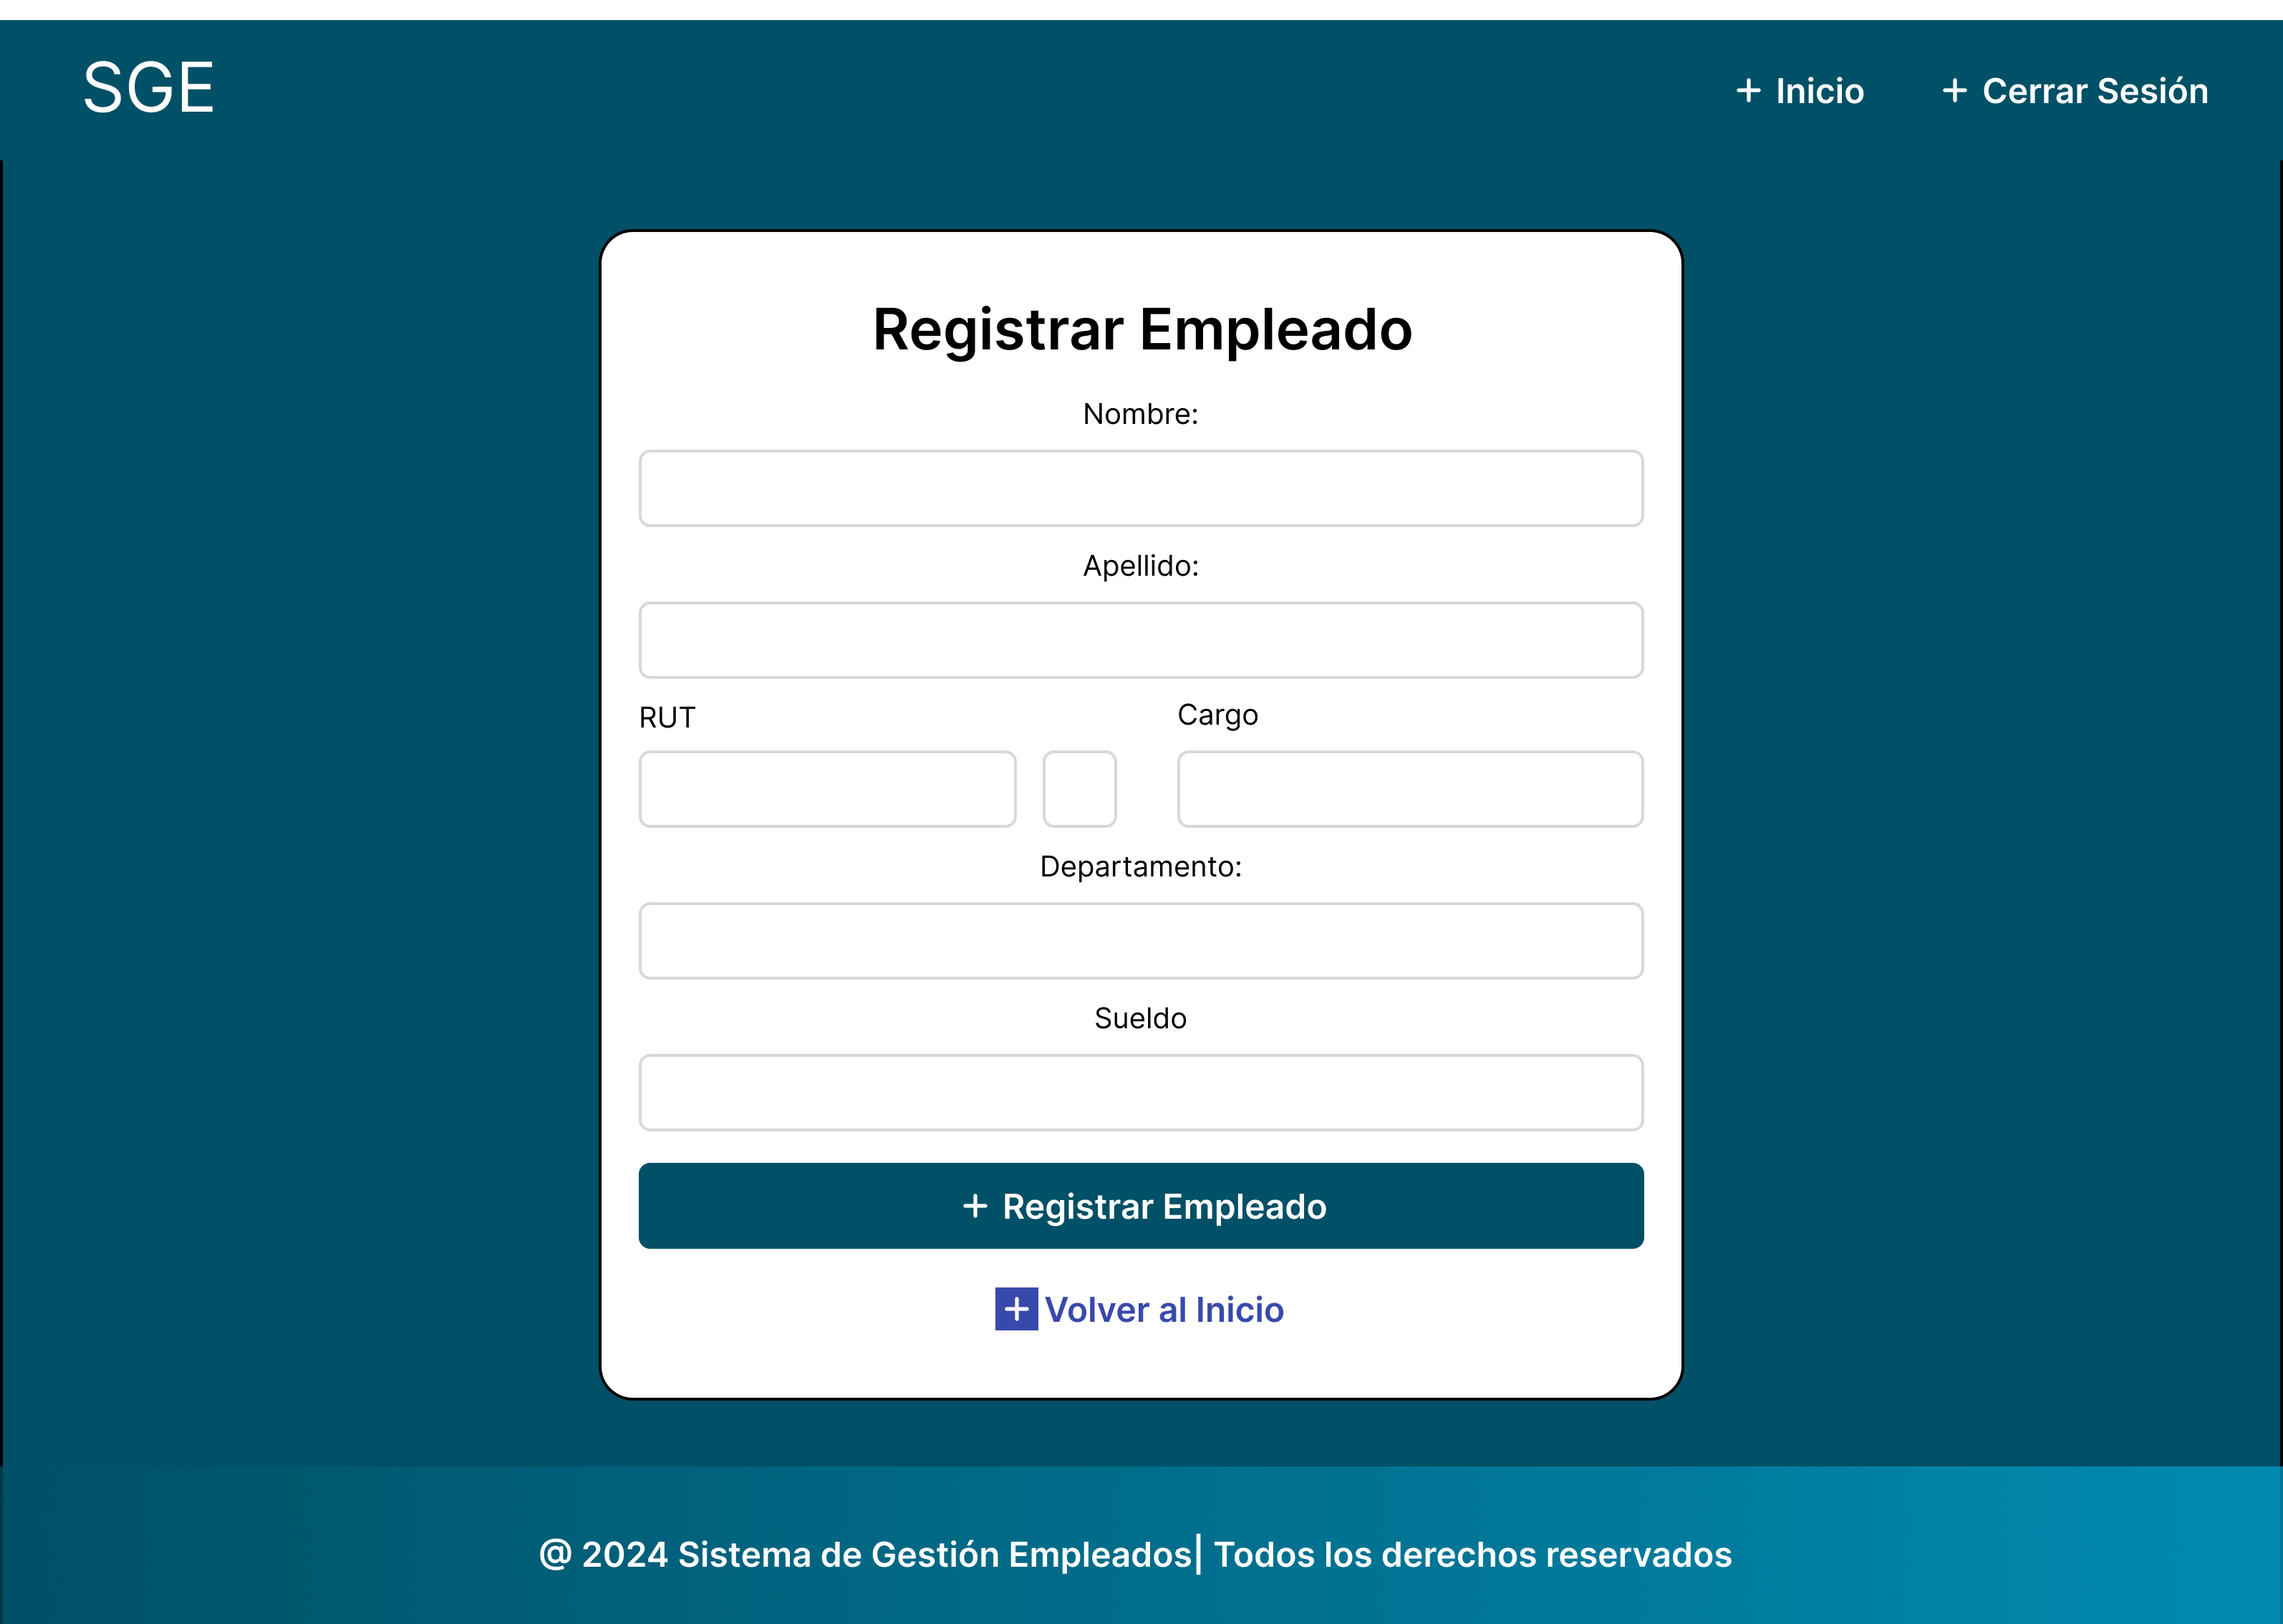 SGE
+ Inicio + Cerrar Sesión
Registrar Empleado
Nombre:
Apellido:
RUT Cargo
Departamento:
Sueldo
+ Registrar Empleado
+ Volver al Inicio
@ 2024 Sistema de Gestión Empleados| Todos los derechos reservados